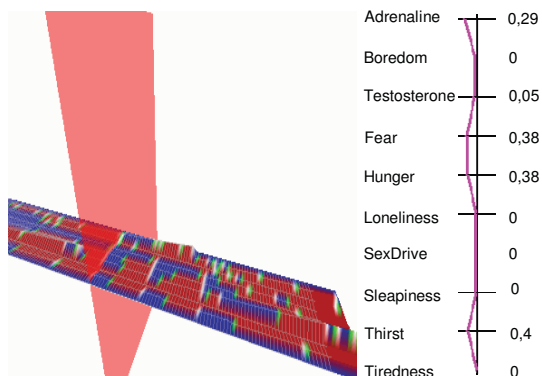 Adrenaline 0,29
Boredom 0
Testosterone 0,05
Fear 0,38
Hunger 0,38
Loneliness 0
SexDrive 0
Sleapiness 0
Thirst 0,4
Tiredness 0